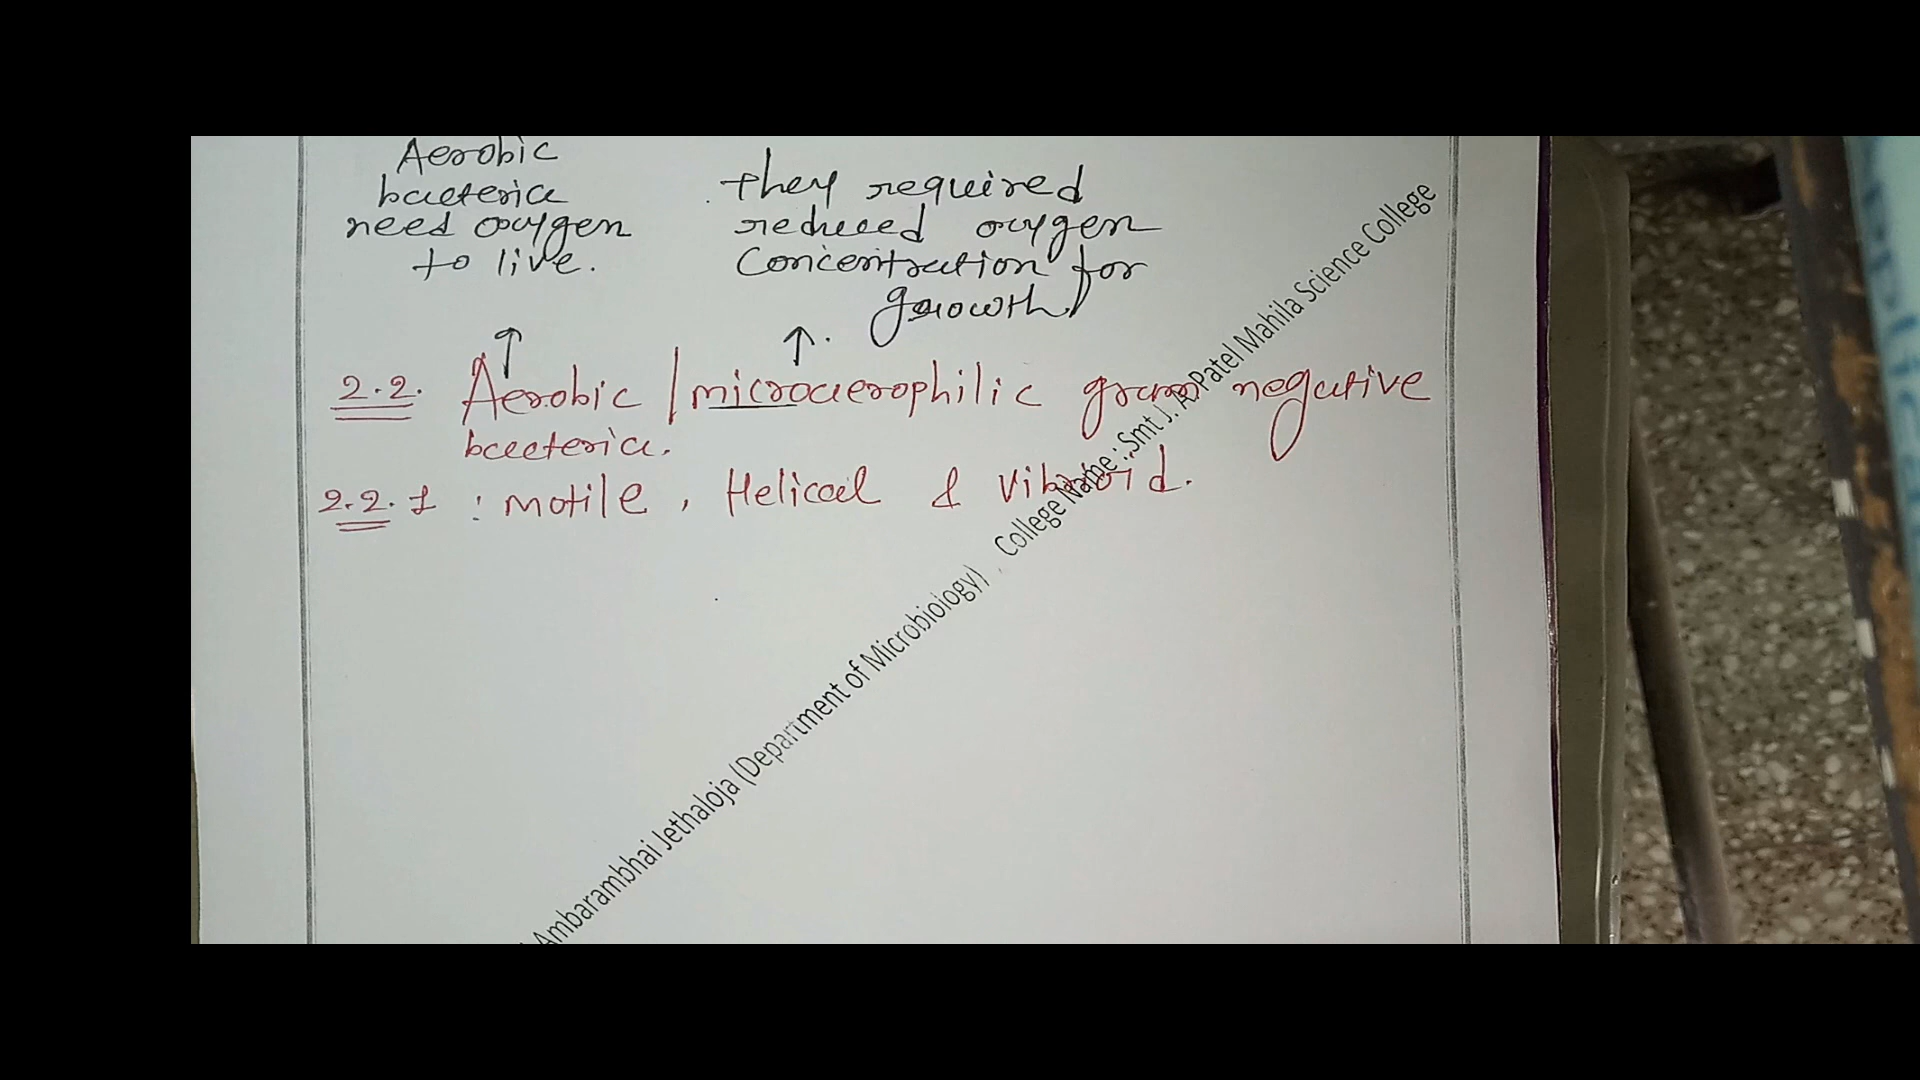 Aerobic
bacteria
need oxygen
to live.
they required
reduced oxygen
Concentration for
growth
↑ ↑
2.2. Aerobic / microaerophilic gram negative
bacteria.
2.2.1 : motile, Helical & Vibrioid.
Ambarambhai Jethaloja (Department of Microbiology) , College Name : Smt J. A. Patel Mahila Science College